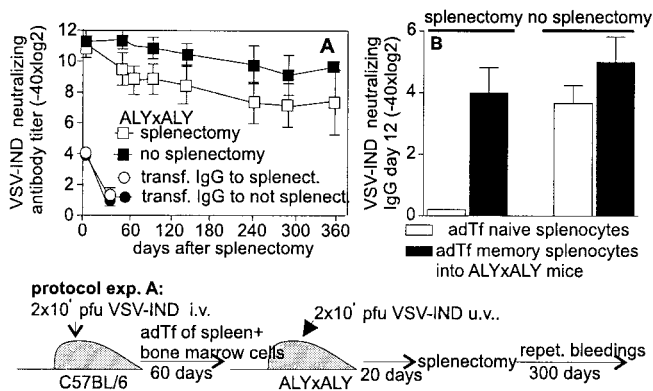 splenectomy no splenectomy
A
B
VSV-IND neutralizing
antibody titer (-40xlog2)
12
10
8
6
4
2
0
ALYxALY
splenectomy
no splenectomy
transf. IgG to splect.
transf. IgG to not splect.
0 60 120 180 240 300 360
days after splenectomy
VSV-IND neutralizing
IgG day 12 (-40xlog2)
6
4
2
0
adTf naive splenocytes
adTf memory splenocytes
into ALYxALY mice
protocol exp. A:
2x10' pfu VSV-IND i.v.
C57BL/6
adTf of spleen+
bone marrow cells
60 days
2x10' pfu VSV-IND u.v..
ALYxALY
20 days
splenectomy
repet. bleedings
300 days